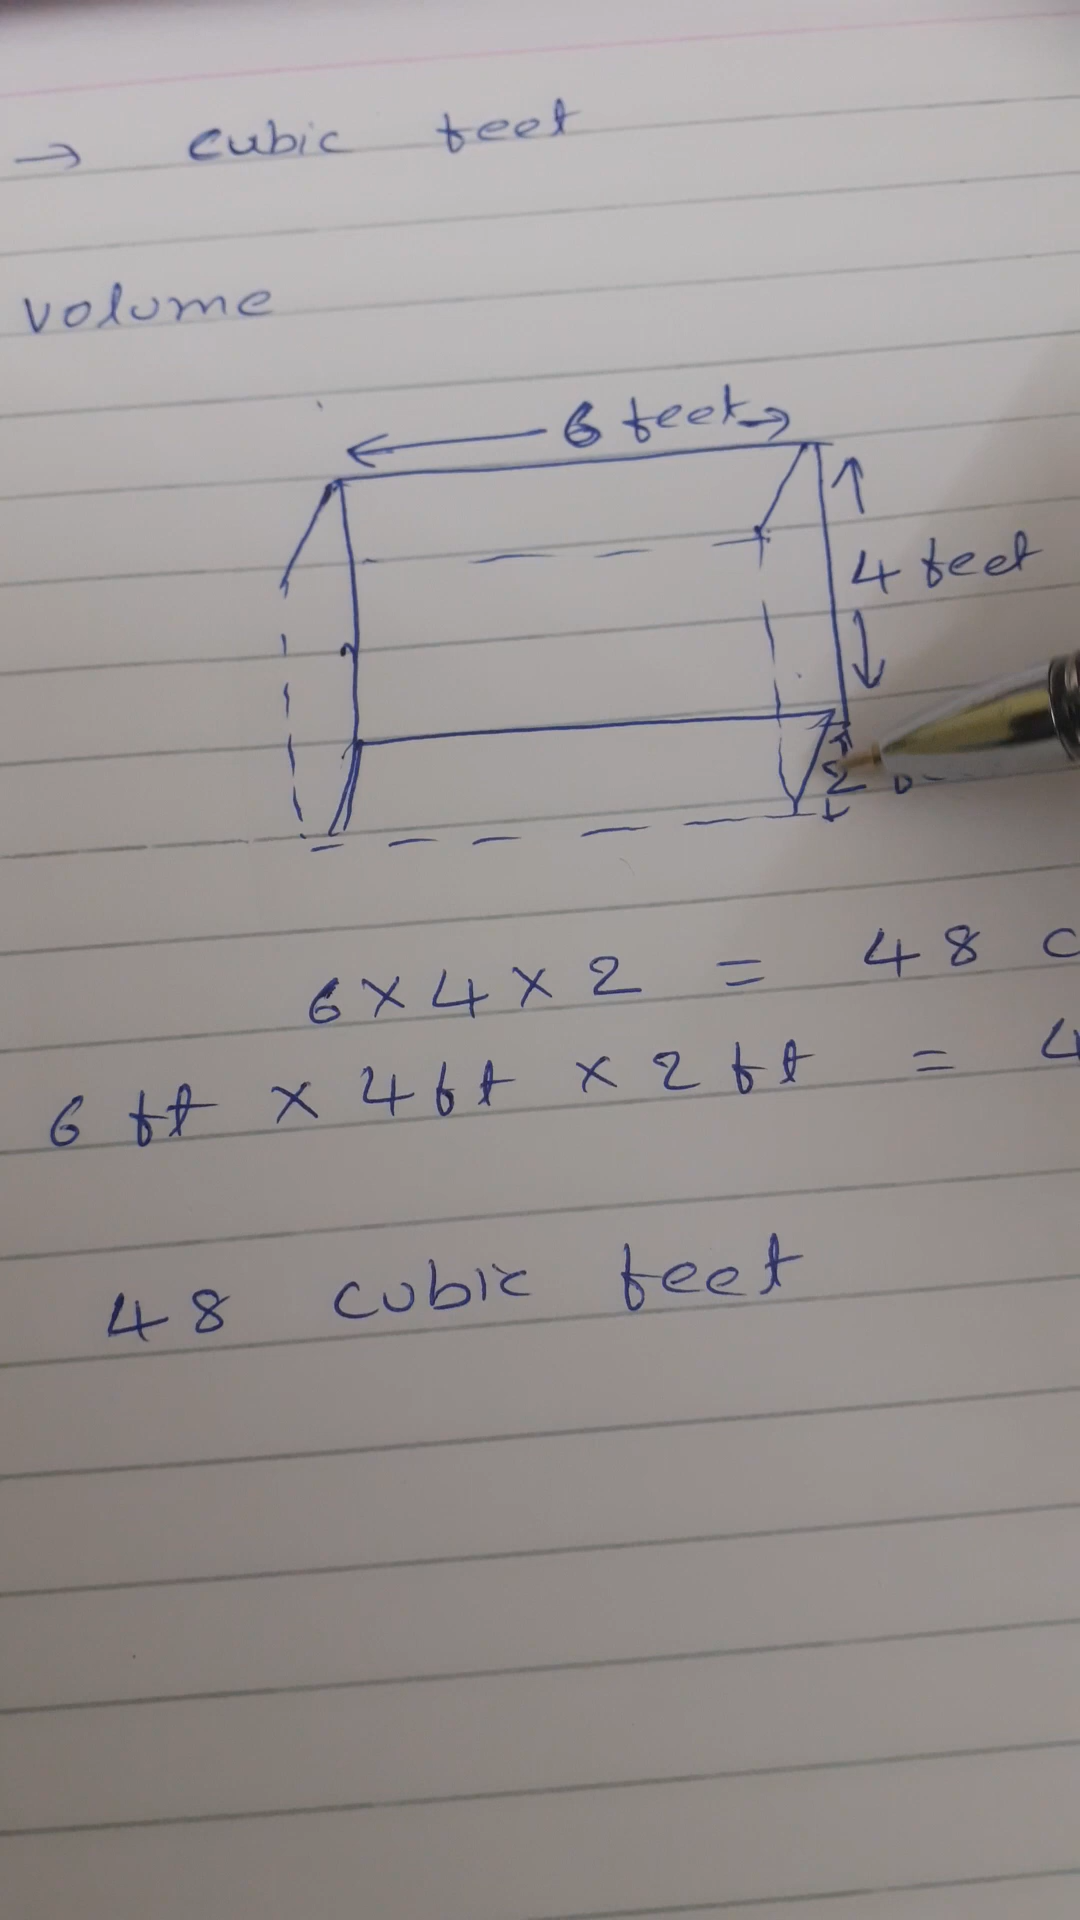 → cubic feet
volume
6 feet
4 feet
2
6 x 4 x 2 = 48 c
6 ft x 4 ft x 2 ft = 4
48 cubic feet